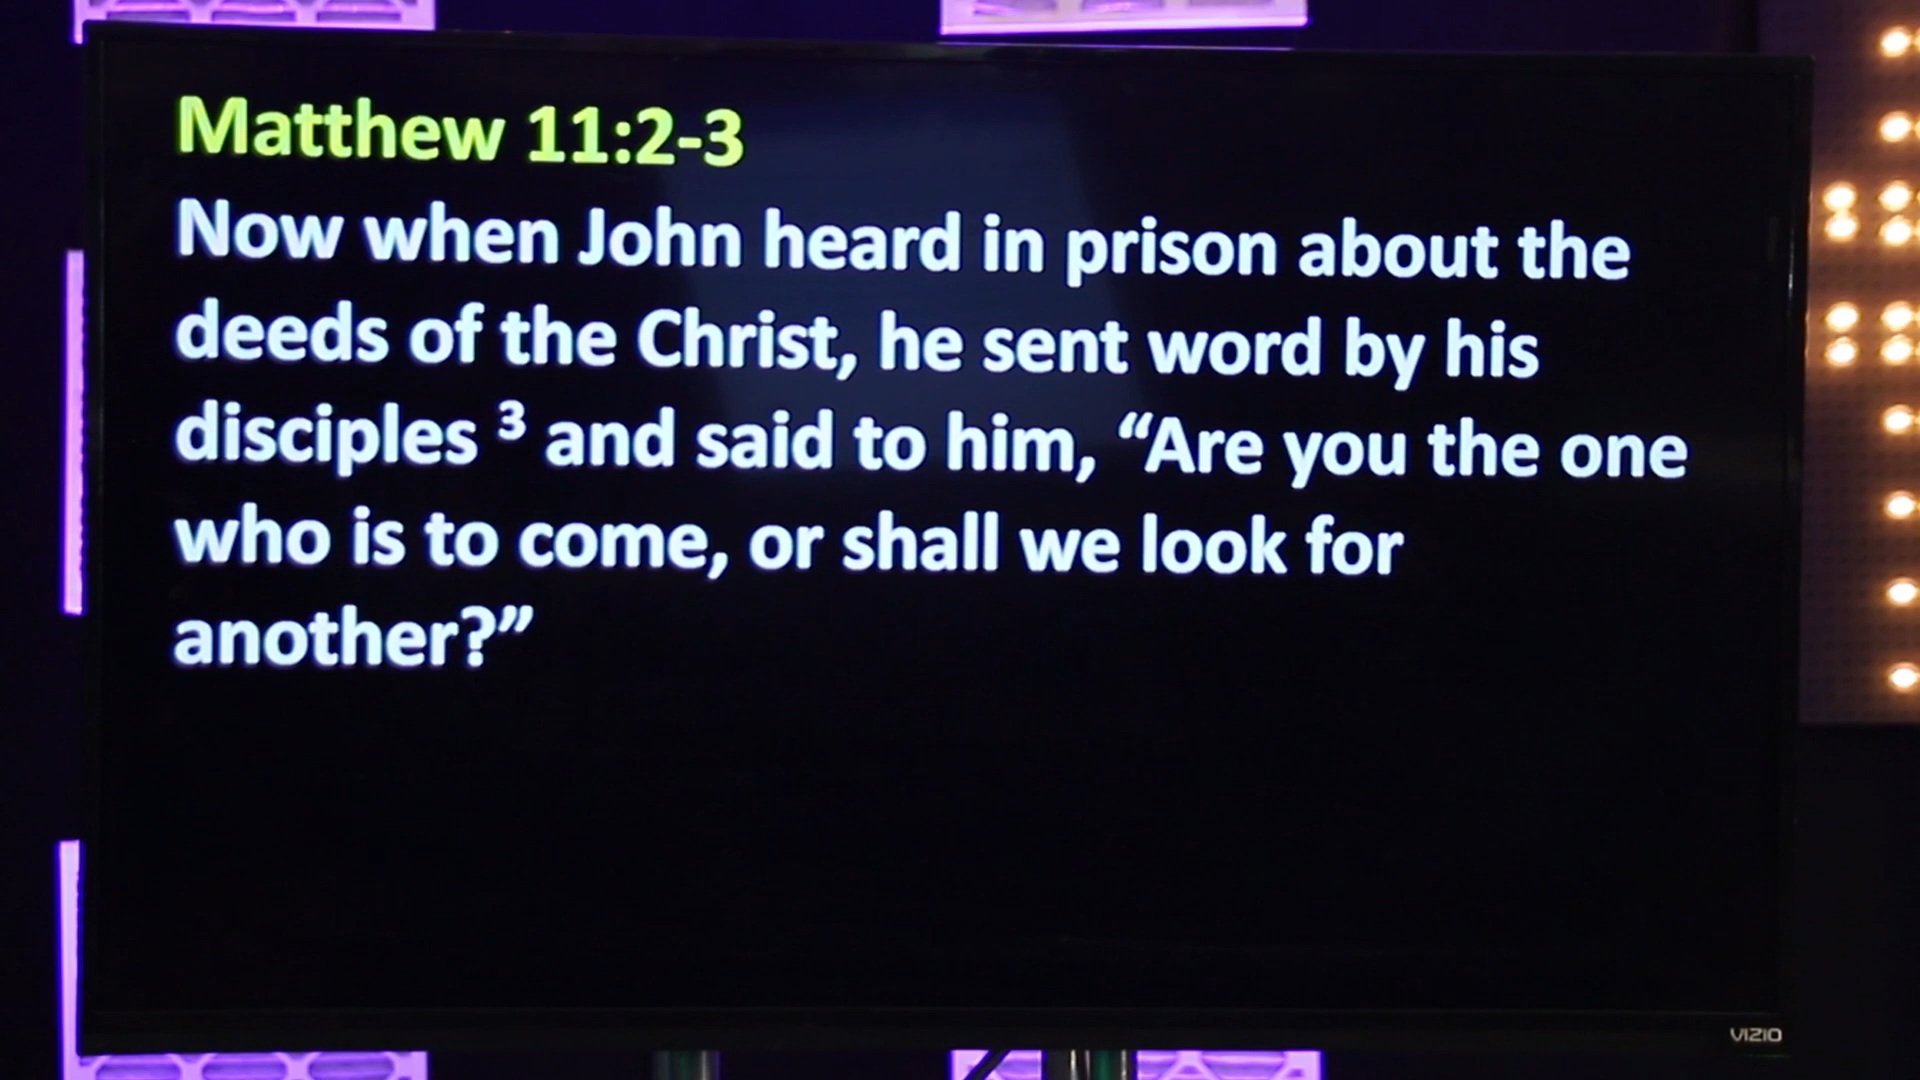 Matthew 11:2-3
Now when John heard in prison about the
deeds of the Christ, he sent word by his
disciples ³ and said to him, “Are you the one
who is to come, or shall we look for
another?”
VIZIO